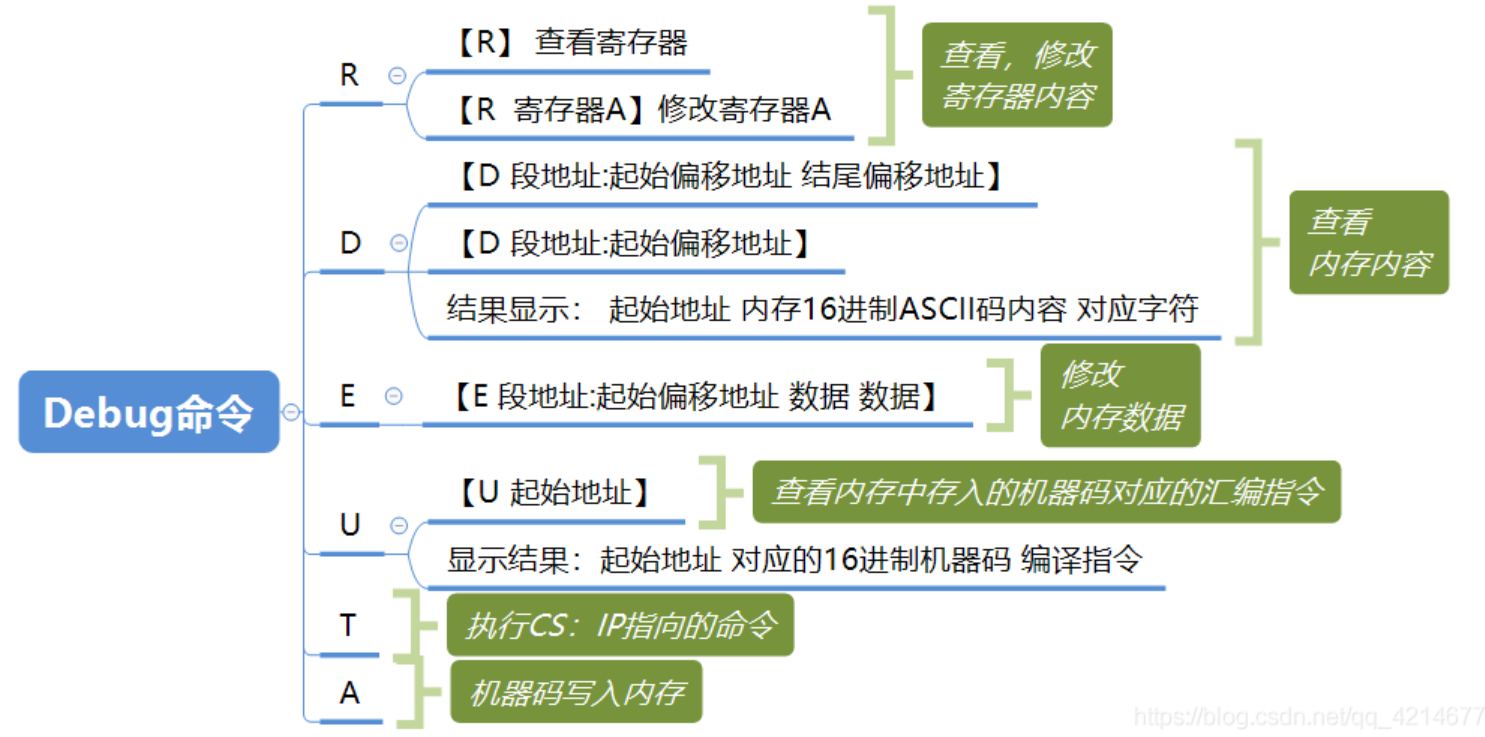 R
【R】 查看寄存器
【R 寄存器A】修改寄存器A
查看，修改
寄存器内容
D
【D 段地址:起始偏移地址 结尾偏移地址】
【D 段地址:起始偏移地址】
结果显示： 起始地址 内存16进制ASCII码内容 对应字符
查看
内存内容
Debug命令
E
【E 段地址:起始偏移地址 数据 数据】
修改
内存数据
U
【U 起始地址】
查看内存中存入的机器码对应的汇编指令
显示结果：起始地址 对应的16进制机器码 编译指令
T
执行CS：IP指向的命令
A
机器码写入内存
https://blog.csdn.net/qq_4214677